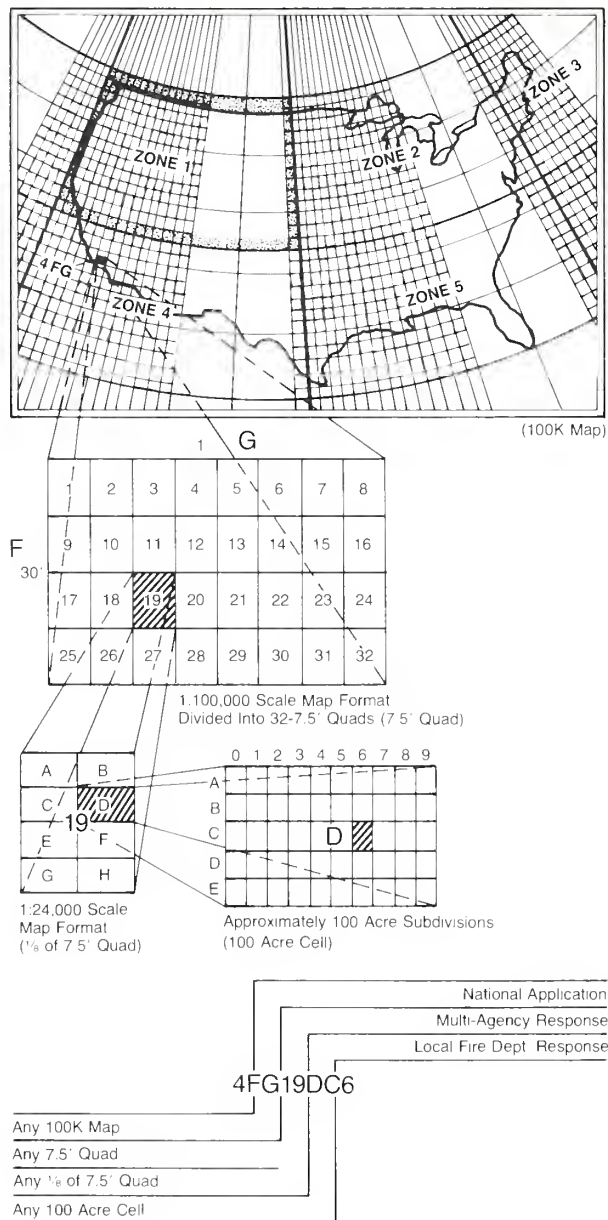 ZONE 1
ZONE 2
ZONE 3
4FG
ZONE 4
ZONE 5
(100K Map)
1 G
1 2 3 4 5 6 7 8
F
9 10 11 12 13 14 15 16
30'
17 18 19 20 21 22 23 24
25 26 27 28 29 30 31 32
1.100,000 Scale Map Format
Divided Into 32-7.5' Quads (7 5' Quad)
A B
C D
19
E F
G H
1:24,000 Scale
Map Format
(⅛ of 7 5' Quad)
0 1 2 3 4 5 6 7 8 9
A
B
C D
D
E
Approximately 100 Acre Subdivisions
(100 Acre Cell)
National Application
Multi-Agency Response
Local Fire Dept Response
4FG19DC6
Any 100K Map
Any 7.5' Quad
Any ⅛ of 7.5' Quad
Any 100 Acre Cell